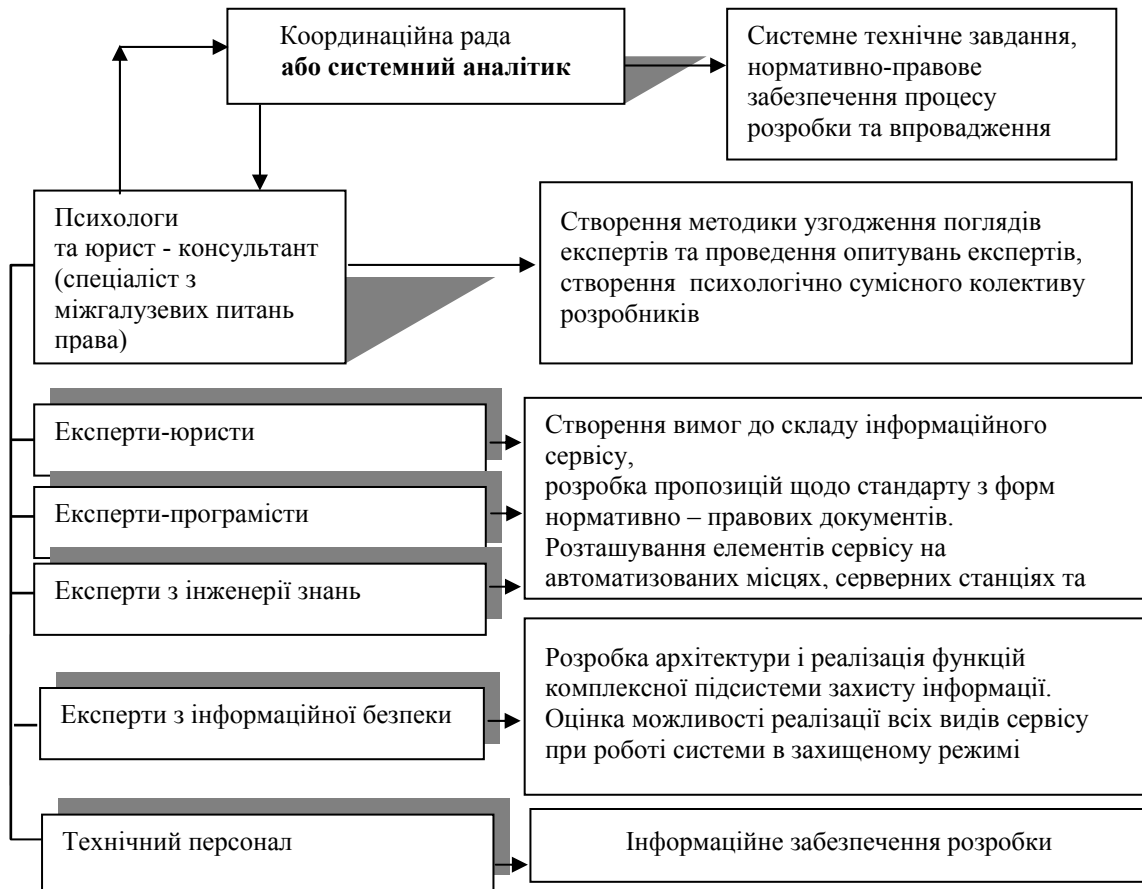 Координаційна рада
або системний аналітик
Системне технічне завдання,
нормативно-правове
забезпечення процесу
розробки та впровадження
Психологи
та юрист - консультант
(спеціаліст з
міжгалузевих питань
права)
Створення методики узгодження поглядів
експертів та проведення опитувань експертів,
створення психологічно сумісного колективу
розробників
Експерти-юристи
Експерти-програмісти
Експерти з інженерії знань
Створення вимог до складу інформаційного
сервісу,
розробка пропозицій щодо стандарту з форм
нормативно – правових документів.
Розташування елементів сервісу на
автоматизованих місцях, серверних станціях та
Експерти з інформаційної безпеки
Розробка архітектури і реалізація функцій
комплексної підсистеми захисту інформації.
Оцінка можливості реалізації всіх видів сервісу
при роботі системи в захищеному режимі
Технічний персонал
Інформаційне забезпечення розробки